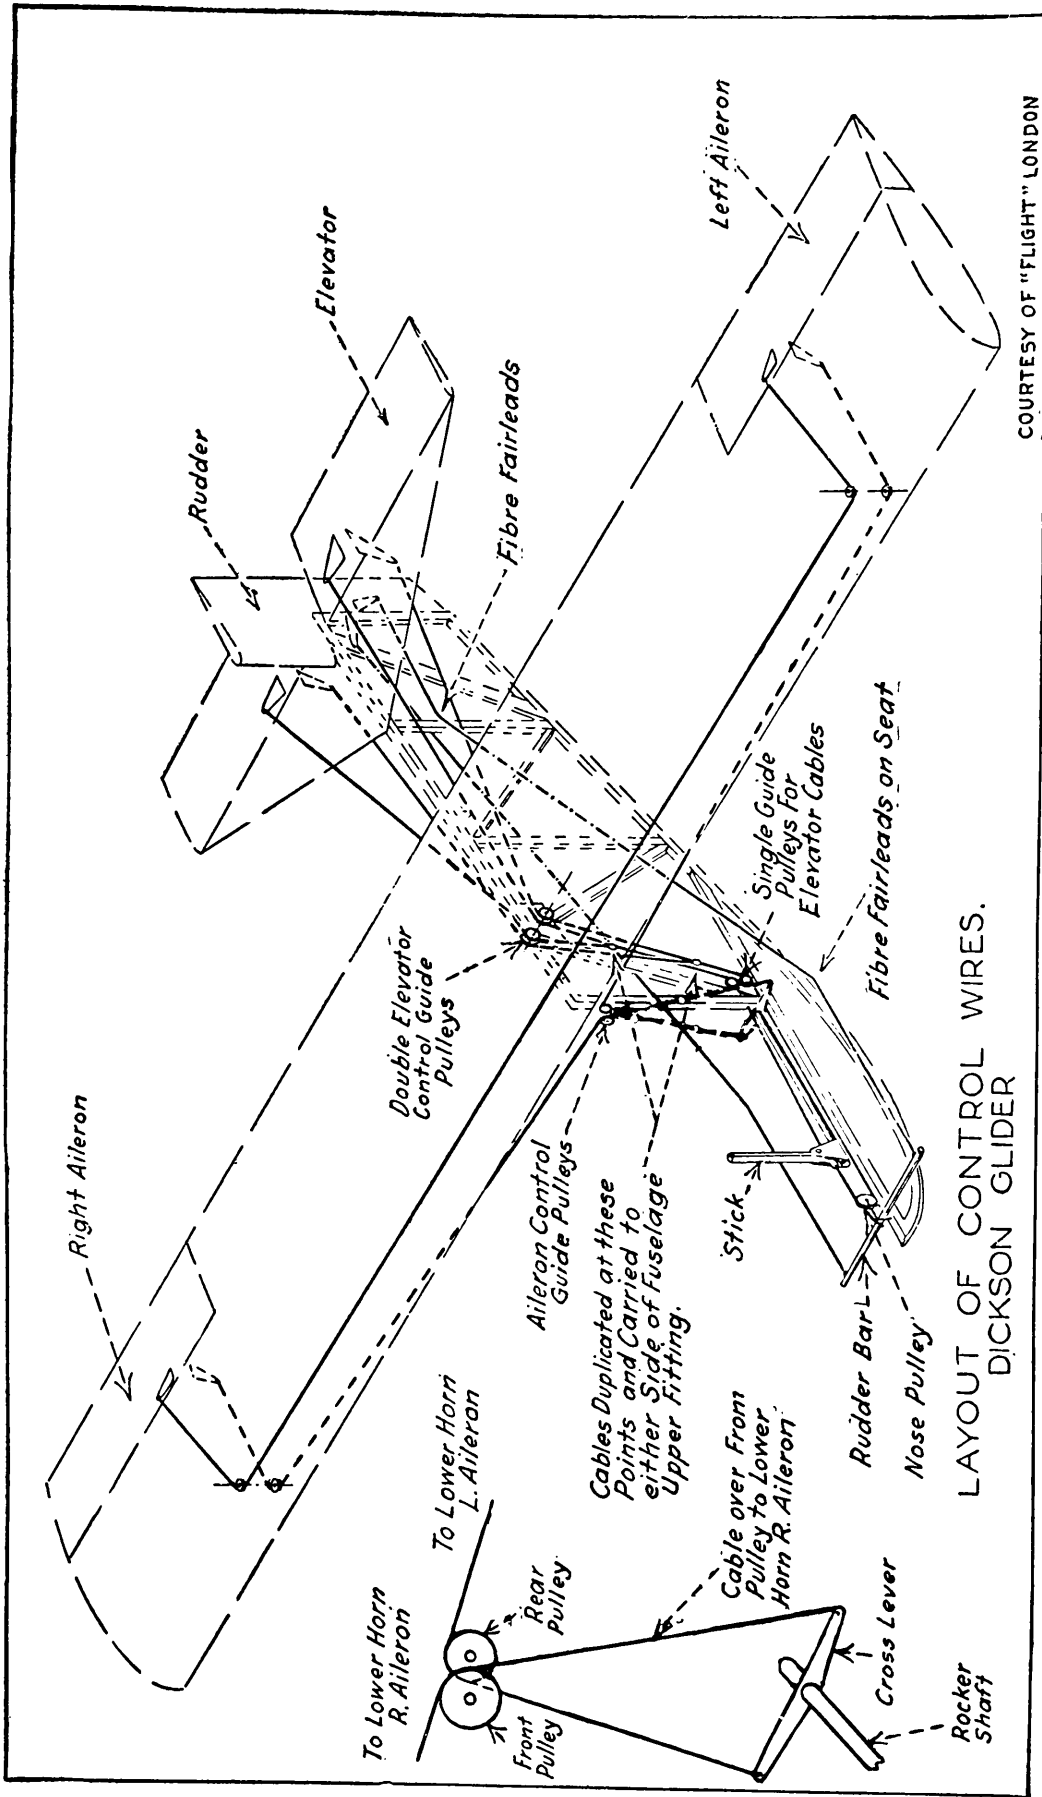 Right Aileron
Rudder
Elevator
Fibre Fairleads
Left Aileron
Double Elevator
Control Guide
Pulleys
Aileron Control
Guide Pulleys
Cables Duplicated at these
Points and Carried to
either Side of Fuselage
Upper Fitting.
Single Guide
Pulleys For
Elevator Cables
Fibre Fairleads on Seat
Stick
Rudder Bar
Nose Pulley
To Lower Horn
R. Aileron
To Lower Horn
L. Aileron
Front
Pulley
Rear
Pulley
Cable over From
Pulley to Lower
Horn R. Aileron
Cross Lever
Rocker
Shaft
LAYOUT OF CONTROL WIRES.
DICKSON GLIDER
COURTESY OF "FLIGHT" LONDON